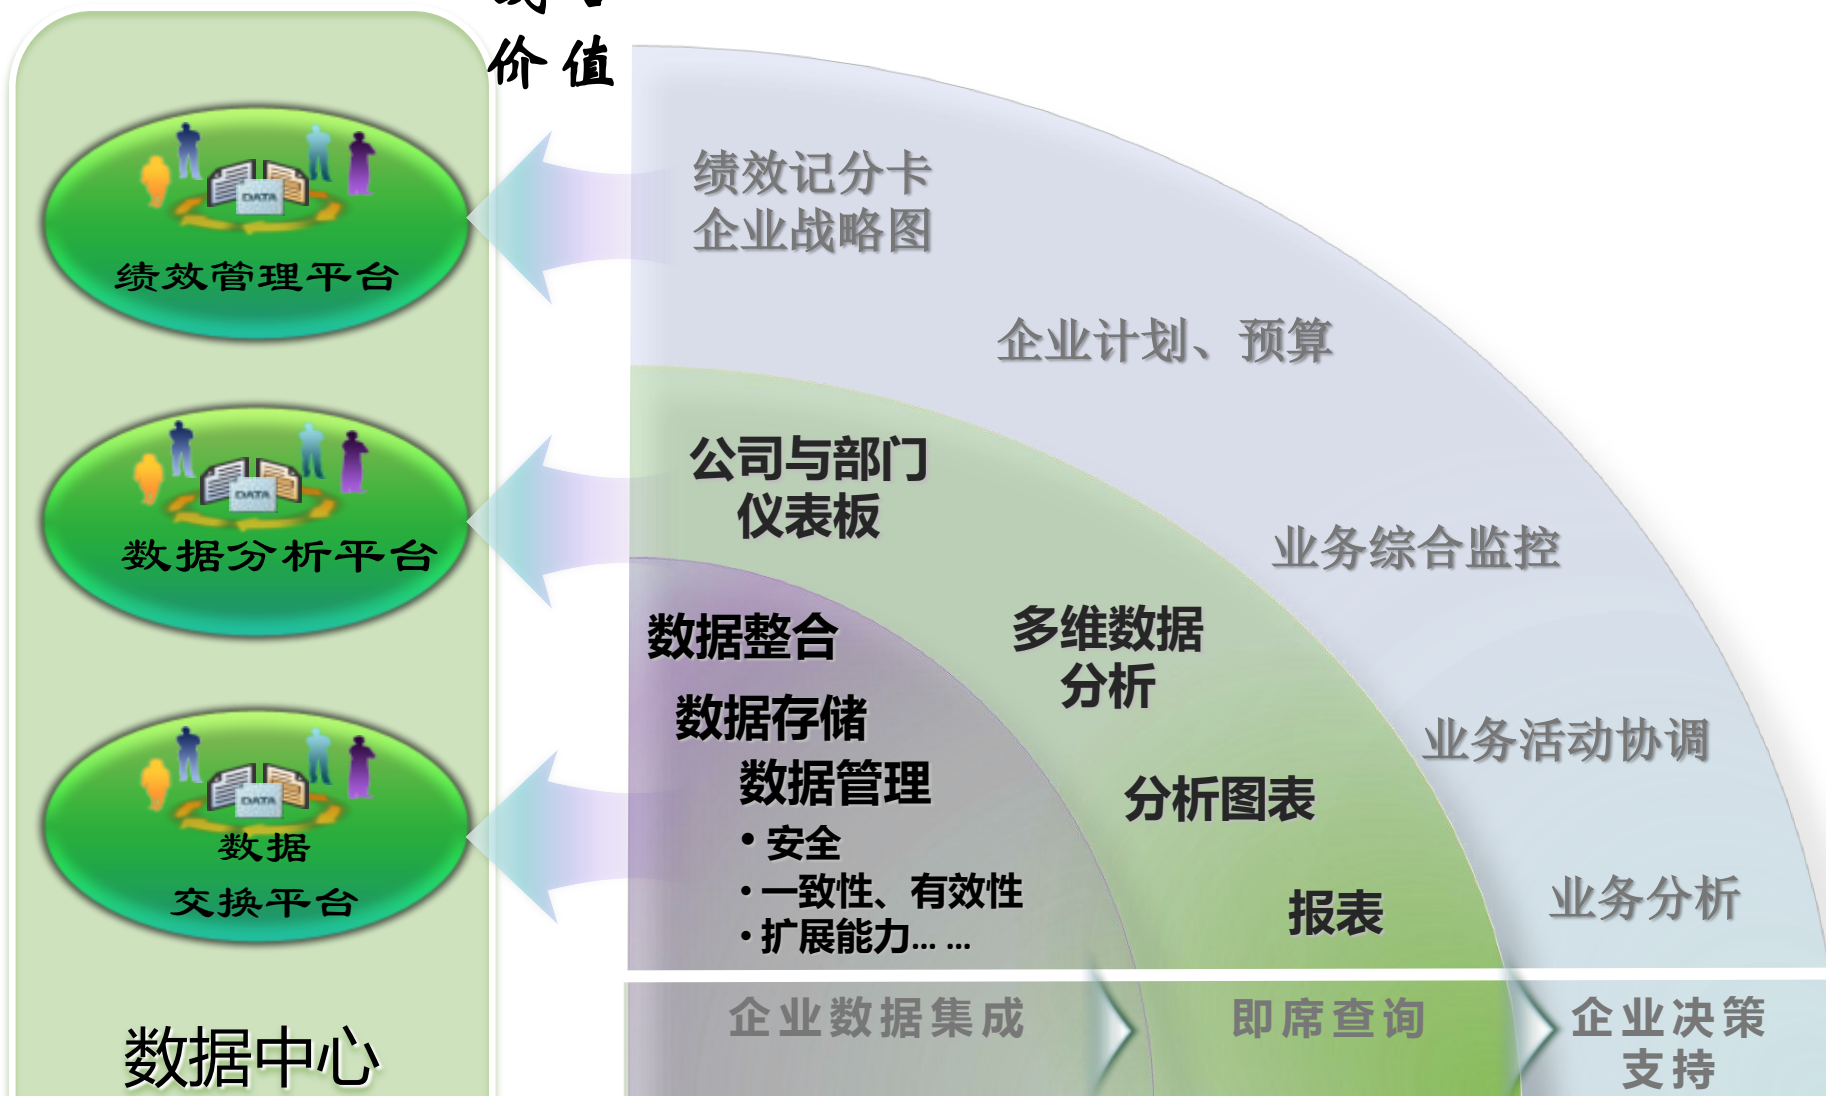 价值
绩效管理平台
数据分析平台
数据
交换平台
数据中心
绩效记分卡
企业战略图
企业计划、预算
业务综合监控
业务活动协调
业务分析
公司与部门
仪表板
多维数据
分析
分析图表
报表
数据整合
数据存储
数据管理
• 安全
• 一致性、有效性
• 扩展能力... ...
企业数据集成
即席查询
企业决策
支持
DATA
DATA
DATA